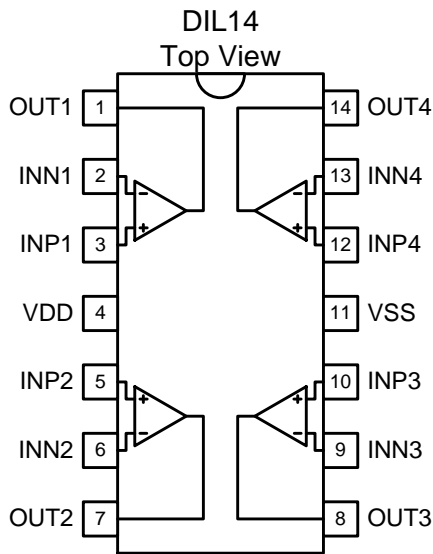 DIL14
Top View
OUT1 1 14 OUT4
INN1 2 - - 13 INN4
INP1 3 + + 12 INP4
VDD 4 11 VSS
INP2 5 + + 10 INP3
INN2 6 - - 9 INN3
OUT2 7 8 OUT3